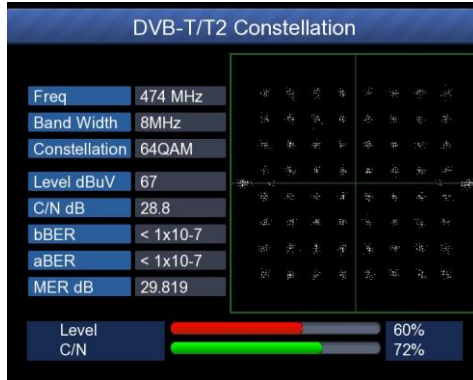 DVB-T/T2 Constellation
Freq 474 MHz
Band Width 8MHz
Constellation 64QAM
Level dBuV 67
C/N dB 28.8
bBER < 1x10-7
aBER < 1x10-7
MER dB 29.819
Level 60%
C/N 72%